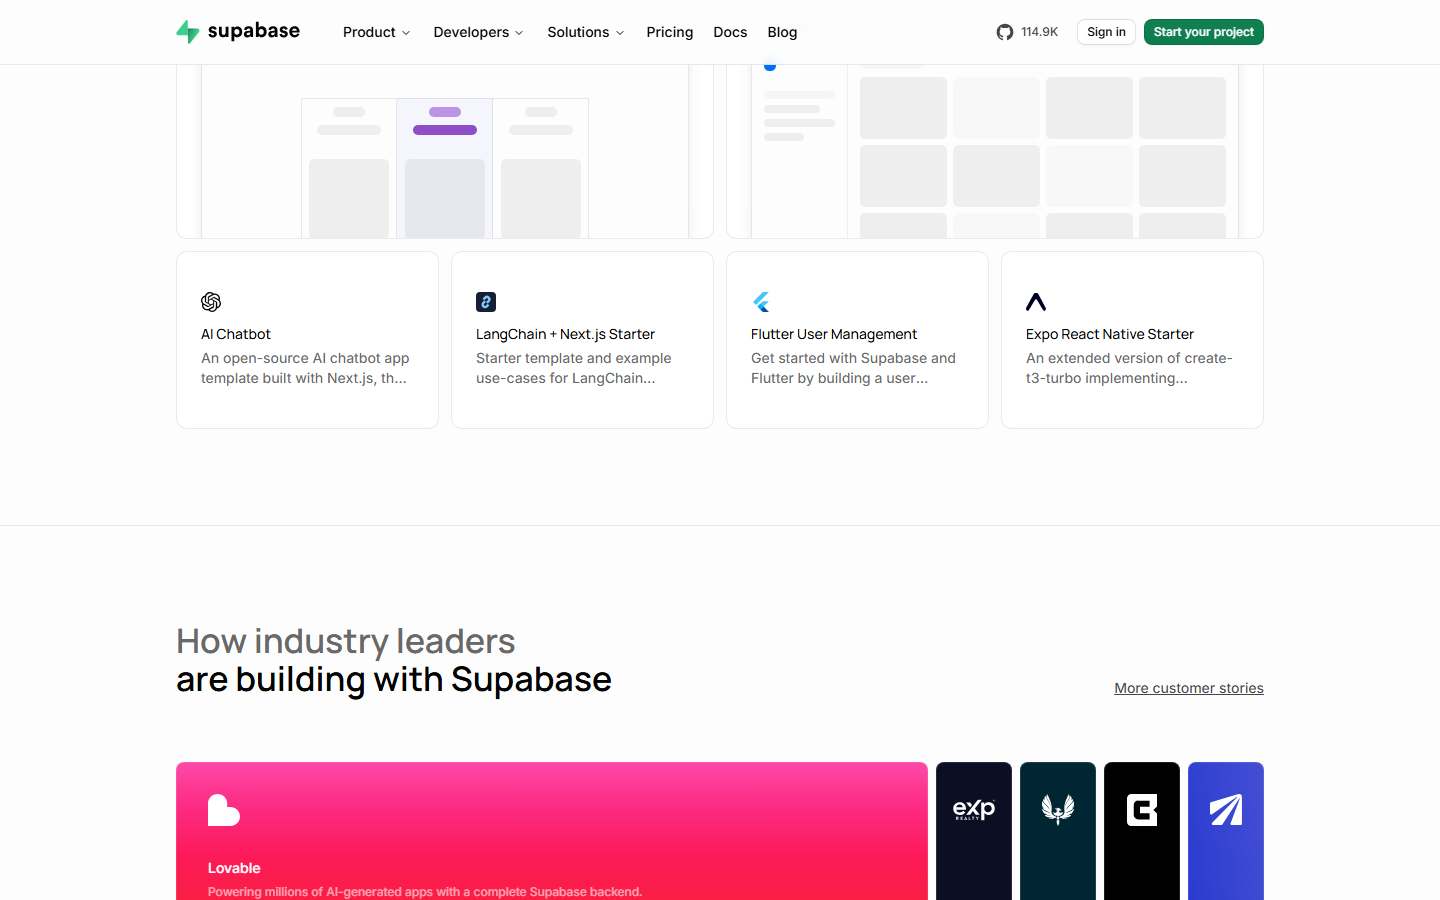 supabase
Product
Developers
Solutions
Pricing
Docs
Blog
114.9K
Sign in
Start your project
AI Chatbot
An open-source AI chatbot app
template built with Next.js, th...
LangChain + Next.js Starter
Starter template and example
use-cases for LangChain...
Flutter User Management
Get started with Supabase and
Flutter by building a user...
Expo React Native Starter
An extended version of create-
t3-turbo implementing...
How industry leaders
are building with Supabase
More customer stories
Lovable
Powering millions of AI-generated apps with a complete Supabase backend.
eXp
REALTY